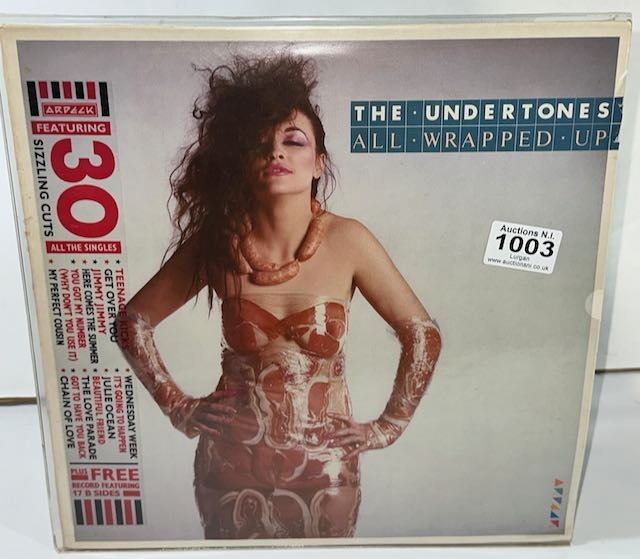 THE · UNDERTONES
ALL · WRAPPED · UP
Auctions N.I.
1003
Lurgan
www.auctionsni.co.uk
ARDECK
FEATURING
30
SIZZLING CUTS
ALL THE SINGLES
★ TEENAGE KICKS
★ GET OVER YOU
★ JIMMY JIMMY
★ HERE COMES THE SUMMER
★ YOU GOT MY NUMBER
(WHY DON'T YOU USE IT)
★ MY PERFECT COUSIN
★ WEDNESDAY WEEK
★ IT'S GOING TO HAPPEN
★ JULIE OCEAN
★ BEAUTIFUL FRIEND
★ THE LOVE PARADE
★ GOT TO HAVE YOU BACK
★ CHAIN OF LOVE
PLUS FREE
RECORD FEATURING
17 B SIDES